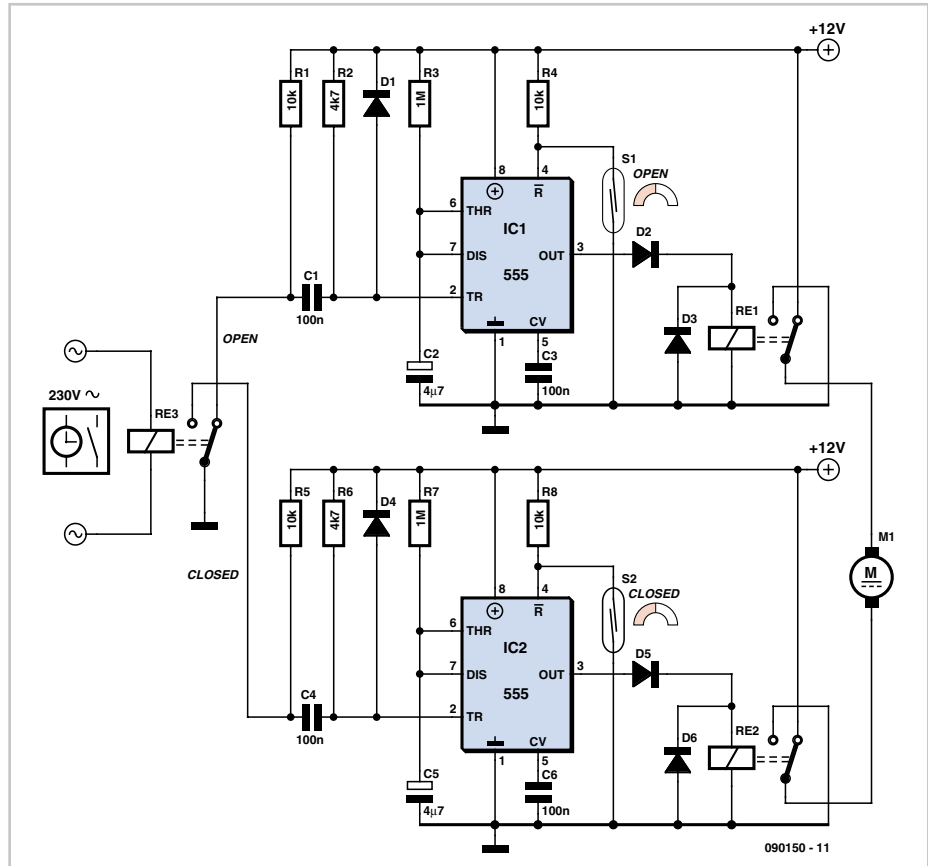 +12V
R1
10k
R2
4k7
D1
R3
1M
R4
10k
S1
OPEN
8
4
R̅
6
THR
IC1
7
DIS
OUT
3
D2
555
2
TR
C1
100n
OPEN
CV
1
5
C2
4µ7
C3
100n
D3
RE1
230V ~
RE3
+12V
R5
10k
R6
4k7
D4
R7
1M
R8
10k
M1
M
CLOSED
S2
CLOSED
8
4
R̅
6
THR
IC2
7
DIS
OUT
3
D5
555
2
TR
C4
100n
CV
1
5
C5
4µ7
C6
100n
D6
RE2
090150 - 11